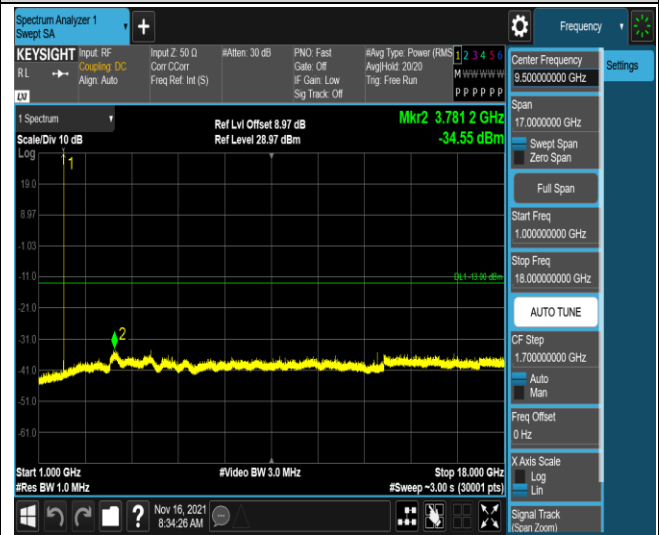 Spectrum Analyzer 1
Swept SA
Frequency
KEYSIGHT
RL
LXI
Input: RF
Coupling: DC
Align: Auto
Input Z: 50 Ω
Corr CCorr
Freq Ref: Int (S)
#Atten: 30 dB
PNO: Fast
Gate: Off
IF Gain: Low
Sig Track: Off
#Avg Type: Power (RMS
Avg|Hold: 20/20
Trig: Free Run
1 2 3 4 5 6
M W W W W W
P P P P P P
1 Spectrum
Scale/Div 10 dB
Ref Lvl Offset 8.97 dB
Ref Level 28.97 dBm
Mkr2 3.781 2 GHz
-34.55 dBm
Log
1
19.0
8.97
-1.03
-11.0
DL1 -13.00 dBm
-21.0
-31.0
2
-41.0
-51.0
-61.0
Start 1.000 GHz
#Res BW 1.0 MHz
#Video BW 3.0 MHz
Stop 18.000 GHz
#Sweep ~3.00 s (30001 pts)
Nov 16, 2021
8:34:26 AM
Center Frequency
9.500000000 GHz
Settings
Span
17.0000000 GHz
Swept Span
Zero Span
Full Span
Start Freq
1.000000000 GHz
Stop Freq
18.000000000 GHz
AUTO TUNE
CF Step
1.700000000 GHz
Auto
Man
Freq Offset
0 Hz
X Axis Scale
Log
Lin
Signal Track
(Span Zoom)